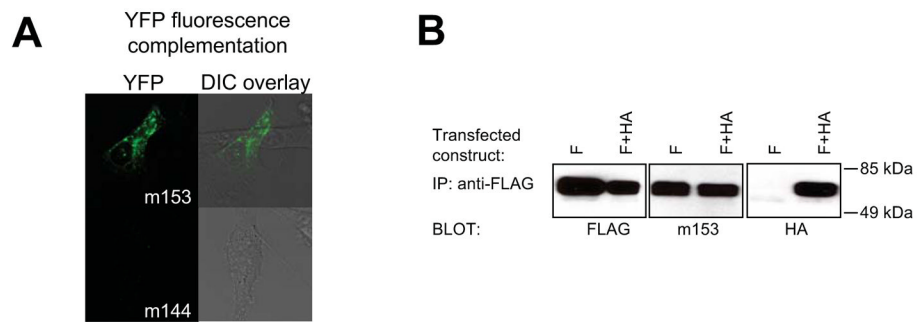 A
YFP fluorescence
complementation
YFP DIC overlay
m153
m144
B
Transfected
construct:
F F+HA F F+HA F F+HA
IP: anti-FLAG
85 kDa
49 kDa
BLOT: FLAG m153 HA